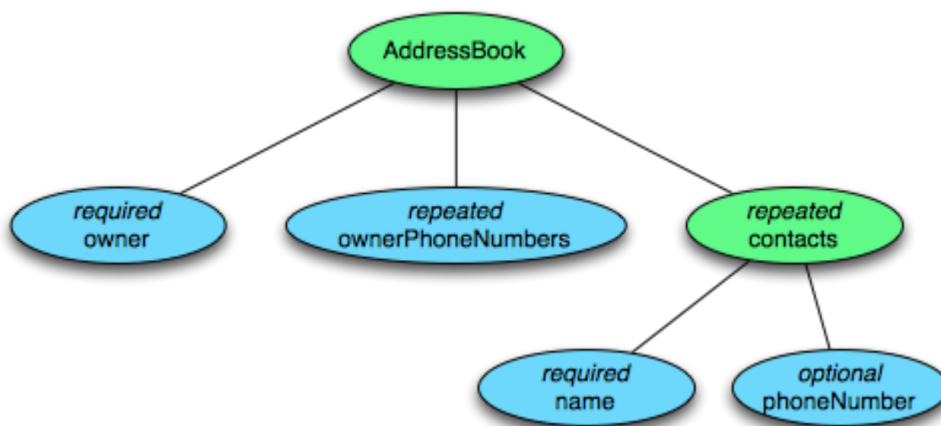 AddressBook
required
owner
repeated
ownerPhoneNumbers
repeated
contacts
required
name
optional
phoneNumber